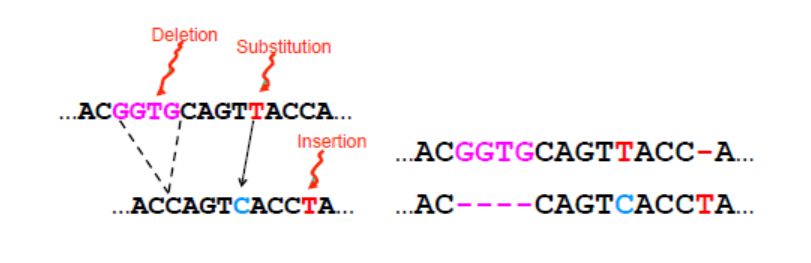 Deletion
Substitution
...ACGGTGCAGTTACCA...
Insertion
...ACCAGTCACCTA...
...ACGGTGCAGTTACC-A...
...AC----CAGTCACCTA...